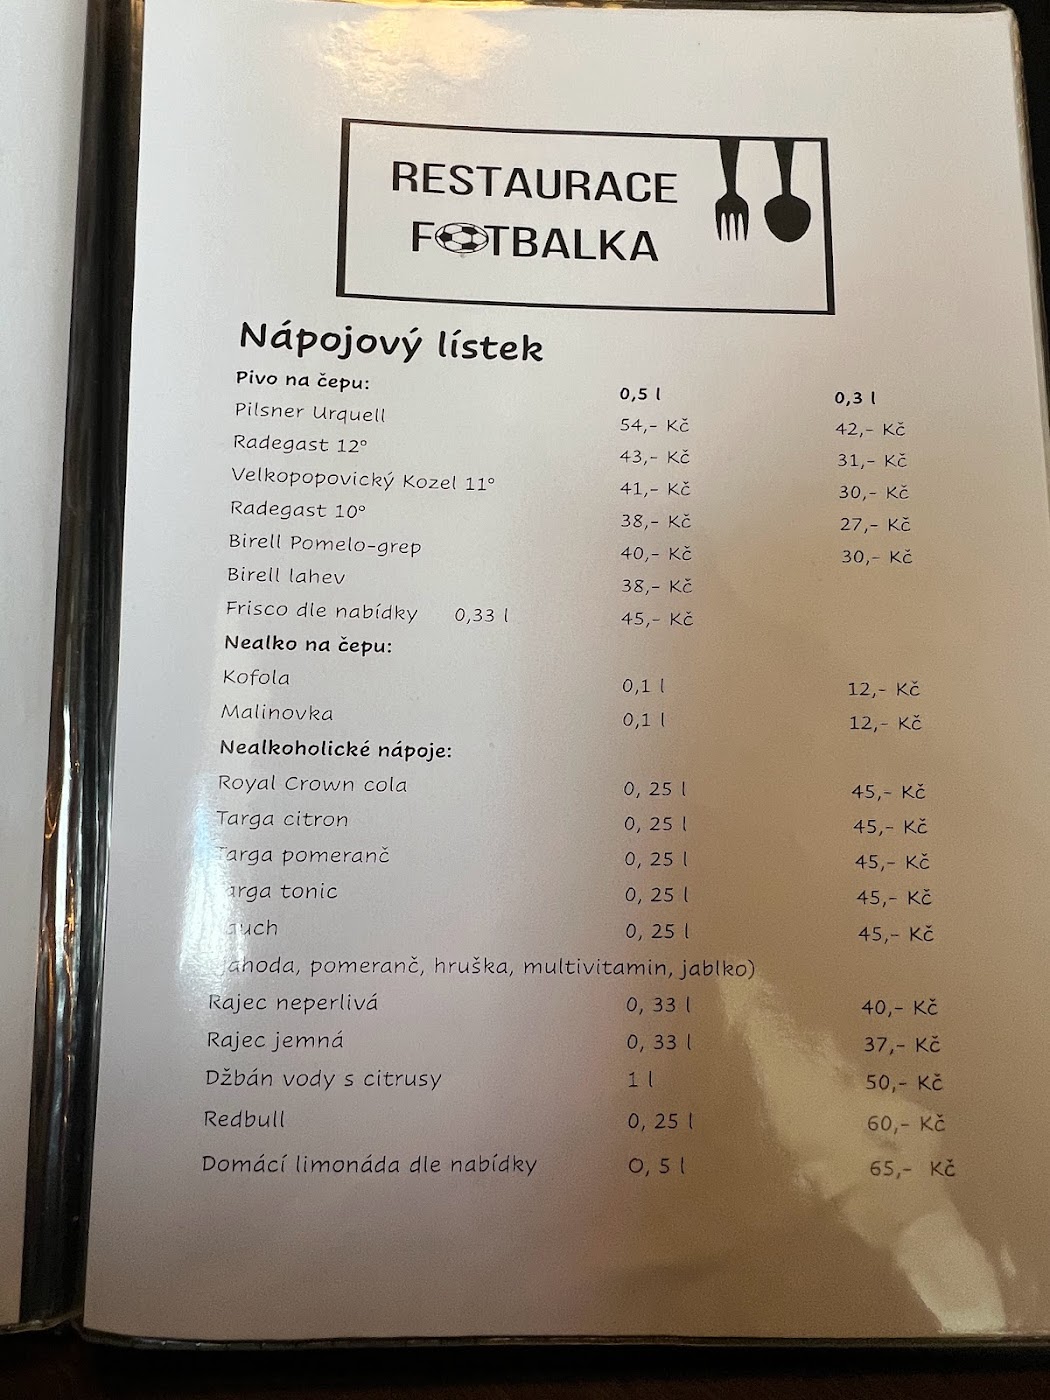 RESTAURACE
FOTBALKA
Nápojový lístek
Pivo na čepu: 0,5 l 0,3 l
Pilsner Urquell 54,- Kč 42,- Kč
Radegast 12° 43,- Kč 31,- Kč
Velkopopovický Kozel 11° 41,- Kč 30,- Kč
Radegast 10° 38,- Kč 27,- Kč
Birell Pomelo-grep 40,- Kč 30,- Kč
Birell lahev 38,- Kč
Frisco dle nabídky 0,33 l 45,- Kč
Nealko na čepu:
Kofola 0,1 l 12,- Kč
Malinovka 0,1 l 12,- Kč
Nealkoholické nápoje:
Royal Crown cola 0, 25 l 45,- Kč
Targa citron 0, 25 l 45,- Kč
Targa pomeranč 0, 25 l 45,- Kč
Targa tonic 0, 25 l 45,- Kč
Rauch 0, 25 l 45,- Kč
(jahoda, pomeranč, hruška, multivitamin, jablko)
Rajec neperlivá 0, 33 l 40,- Kč
Rajec jemná 0, 33 l 37,- Kč
Džbán vody s citrusy 1 l 50,- Kč
Redbull 0, 25 l 60,- Kč
Domácí limonáda dle nabídky 0, 5 l 65,- Kč